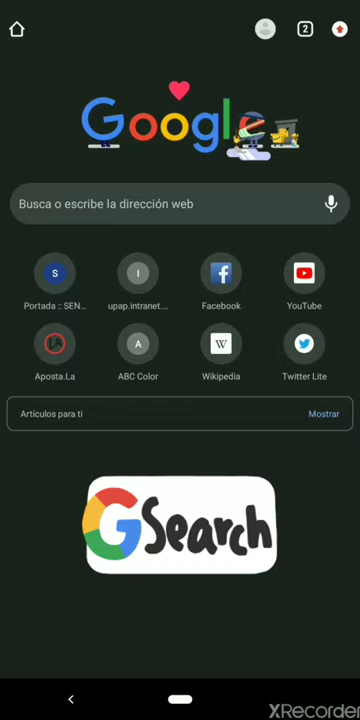 2
Google
Busca o escribe la dirección web
S
I
Portada :: SEN...
upap.intranet....
Facebook
YouTube
A
W
Aposta.La
ABC Color
Wikipedia
Twitter Lite
Artículos para ti
Mostrar
GSearch
XRecorder